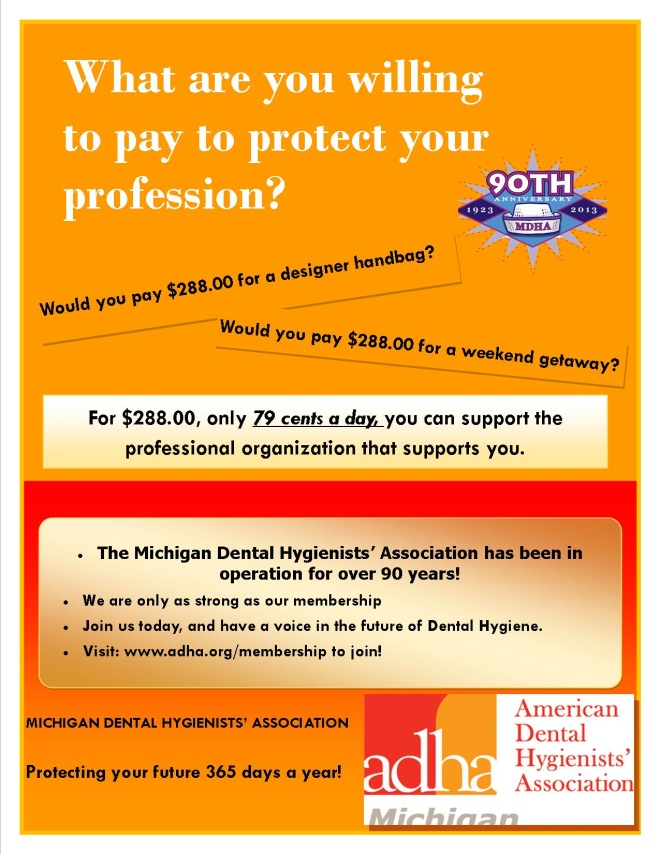 What are you willing
to pay to protect your
profession?
90TH
ANNIVERSARY
1923 2013
MDHA
Would you pay $288.00 for a designer handbag?
Would you pay $288.00 for a weekend getaway?
For $288.00, only 79 cents a day, you can support the
professional organization that supports you.
• The Michigan Dental Hygienists’ Association has been in
operation for over 90 years!
• We are only as strong as our membership
• Join us today, and have a voice in the future of Dental Hygiene.
• Visit: www.adha.org/membership to join!
MICHIGAN DENTAL HYGIENISTS’ ASSOCIATION
Protecting your future 365 days a year!
adha
American
Dental
Hygienists’
Association
Michigan